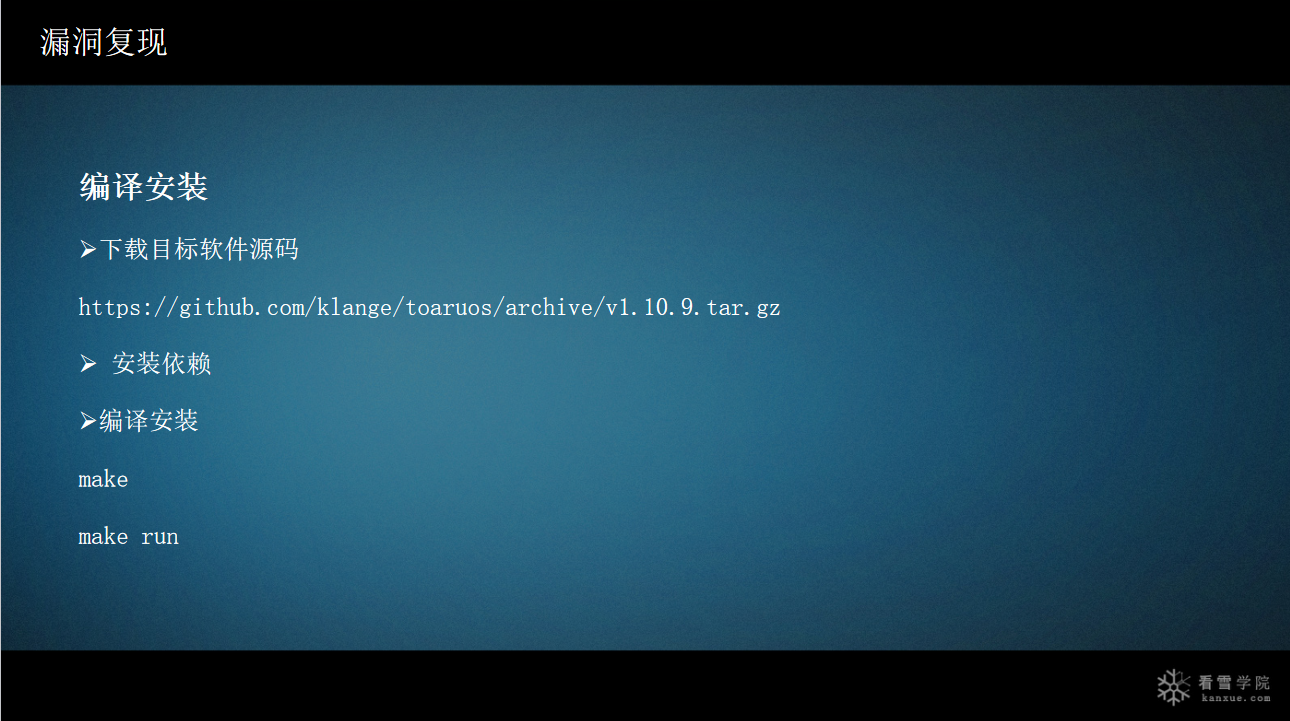 漏洞复现
编译安装
➢下载目标软件源码
https://github.com/klange/toaruos/archive/v1.10.9.tar.gz
➢ 安装依赖
➢编译安装
make
make run
看雪学院
kanxue.com